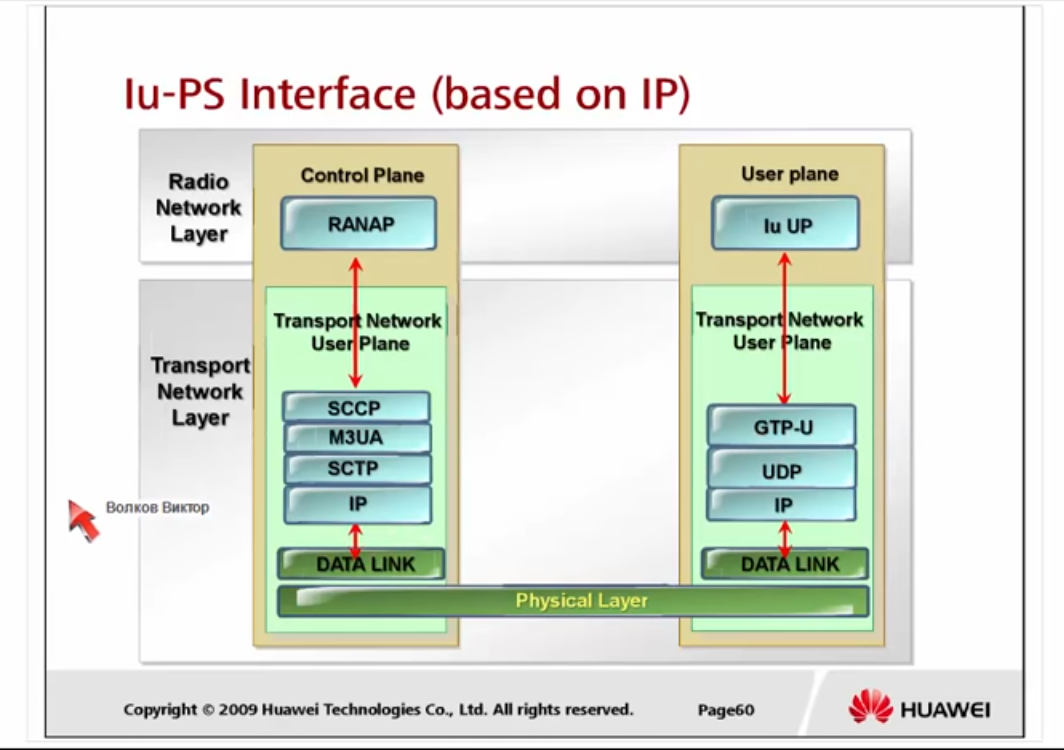 Iu-PS Interface (based on IP)
Radio
Network
Layer
Control Plane
RANAP
User plane
Iu UP
Transport
Network
Layer
Transport Network
User Plane
SCCP
M3UA
SCTP
IP
DATA LINK
Transport Network
User Plane
GTP-U
UDP
IP
DATA LINK
Physical Layer
Волков Виктор
Copyright © 2009 Huawei Technologies Co., Ltd. All rights reserved.
Page60
HUAWEI